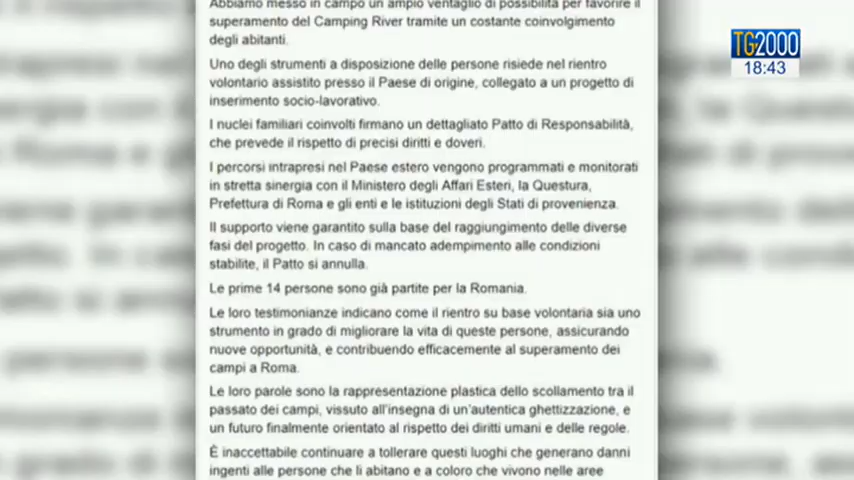 Abbiamo messo in campo un ampio ventaglio di possibilità per favorire il
superamento del Camping River tramite un costante coinvolgimento
degli abitanti.
Uno degli strumenti a disposizione delle persone risiede nel rientro
volontario assistito presso il Paese di origine, collegato a un progetto di
inserimento socio-lavorativo.
I nuclei familiari coinvolti firmano un dettagliato Patto di Responsabilità,
che prevede il rispetto di precisi diritti e doveri.
I percorsi intrapresi nel Paese estero vengono programmati e monitorati
in stretta sinergia con il Ministero degli Affari Esteri, la Questura,
Prefettura di Roma e gli enti e le istituzioni degli Stati di provenienza.
Il supporto viene garantito sulla base del raggiungimento delle diverse
fasi del progetto. In caso di mancato adempimento alle condizioni
stabilite, il Patto si annulla.
Le prime 14 persone sono già partite per la Romania.
Le loro testimonianze indicano come il rientro su base volontaria sia uno
strumento in grado di migliorare la vita di queste persone, assicurando
nuove opportunità, e contribuendo efficacemente al superamento dei
campi a Roma.
Le loro parole sono la rappresentazione plastica dello scollamento tra il
passato dei campi, vissuto all'insegna di un'autentica ghettizzazione, e
un futuro finalmente orientato al rispetto dei diritti umani e delle regole.
È inaccettabile continuare a tollerare questi luoghi che generano danni
ingenti alle persone che li abitano e a coloro che vivono nelle aree
TG2000
18:43